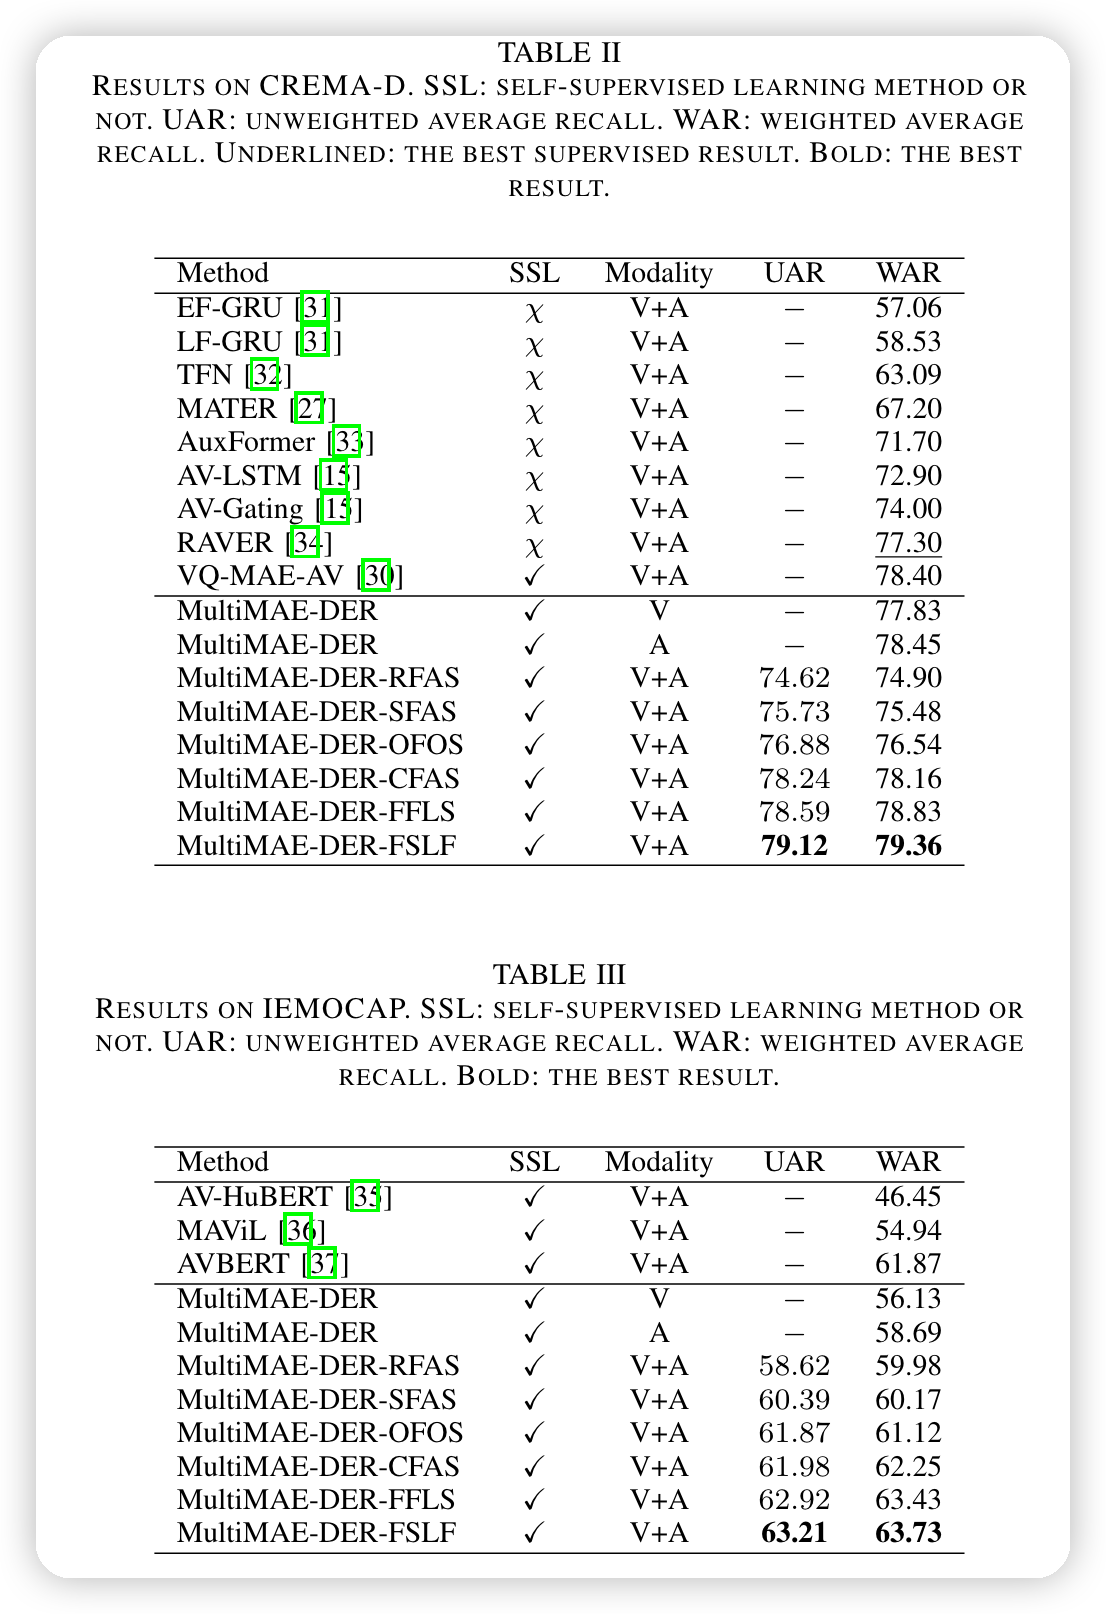 TABLE II
RESULTS ON CREMA-D. SSL: SELF-SUPERVISED LEARNING METHOD OR
NOT. UAR: UNWEIGHTED AVERAGE RECALL. WAR: WEIGHTED AVERAGE
RECALL. UNDERLINED: THE BEST SUPERVISED RESULT. BOLD: THE BEST
RESULT.
Method SSL Modality UAR WAR
EF-GRU [31] χ V+A − 57.06
LF-GRU [31] χ V+A − 58.53
TFN [32] χ V+A − 63.09
MATER [27] χ V+A − 67.20
AuxFormer [33] χ V+A − 71.70
AV-LSTM [15] χ V+A − 72.90
AV-Gating [15] χ V+A − 74.00
RAVER [34] χ V+A − 77.30
VQ-MAE-AV [30] ✓ V+A − 78.40
MultiMAE-DER ✓ V − 77.83
MultiMAE-DER ✓ A − 78.45
MultiMAE-DER-RFAS ✓ V+A 74.62 74.90
MultiMAE-DER-SFAS ✓ V+A 75.73 75.48
MultiMAE-DER-OFOS ✓ V+A 76.88 76.54
MultiMAE-DER-CFAS ✓ V+A 78.24 78.16
MultiMAE-DER-FFLS ✓ V+A 78.59 78.83
MultiMAE-DER-FSLF ✓ V+A 79.12 79.36
TABLE III
RESULTS ON IEMOCAP. SSL: SELF-SUPERVISED LEARNING METHOD OR
NOT. UAR: UNWEIGHTED AVERAGE RECALL. WAR: WEIGHTED AVERAGE
RECALL. BOLD: THE BEST RESULT.
Method SSL Modality UAR WAR
AV-HuBERT [35] ✓ V+A − 46.45
MAViL [36] ✓ V+A − 54.94
AVBERT [37] ✓ V+A − 61.87
MultiMAE-DER ✓ V − 56.13
MultiMAE-DER ✓ A − 58.69
MultiMAE-DER-RFAS ✓ V+A 58.62 59.98
MultiMAE-DER-SFAS ✓ V+A 60.39 60.17
MultiMAE-DER-OFOS ✓ V+A 61.87 61.12
MultiMAE-DER-CFAS ✓ V+A 61.98 62.25
MultiMAE-DER-FFLS ✓ V+A 62.92 63.43
MultiMAE-DER-FSLF ✓ V+A 63.21 63.73